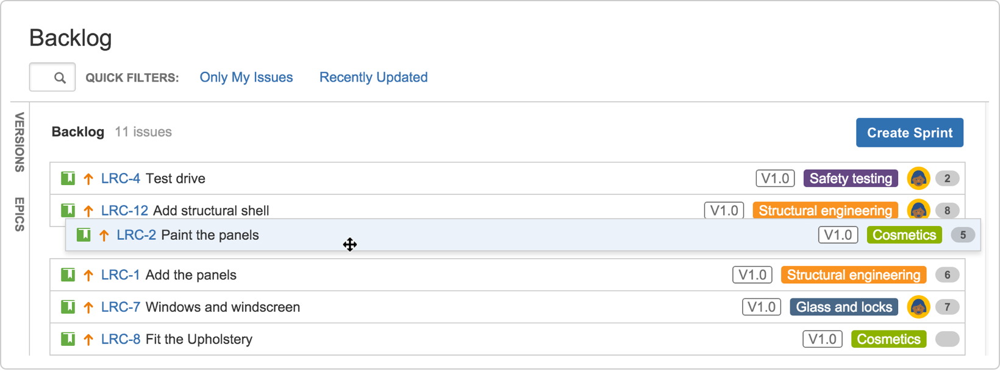 Backlog
QUICK FILTERS: Only My Issues Recently Updated
VERSIONS
EPICS
Backlog 11 issues Create Sprint
LRC-4 Test drive V1.0 Safety testing 2
LRC-12 Add structural shell V1.0 Structural engineering 8
LRC-2 Paint the panels V1.0 Cosmetics 5
LRC-1 Add the panels V1.0 Structural engineering 6
LRC-7 Windows and windscreen V1.0 Glass and locks 7
LRC-8 Fit the Upholstery V1.0 Cosmetics